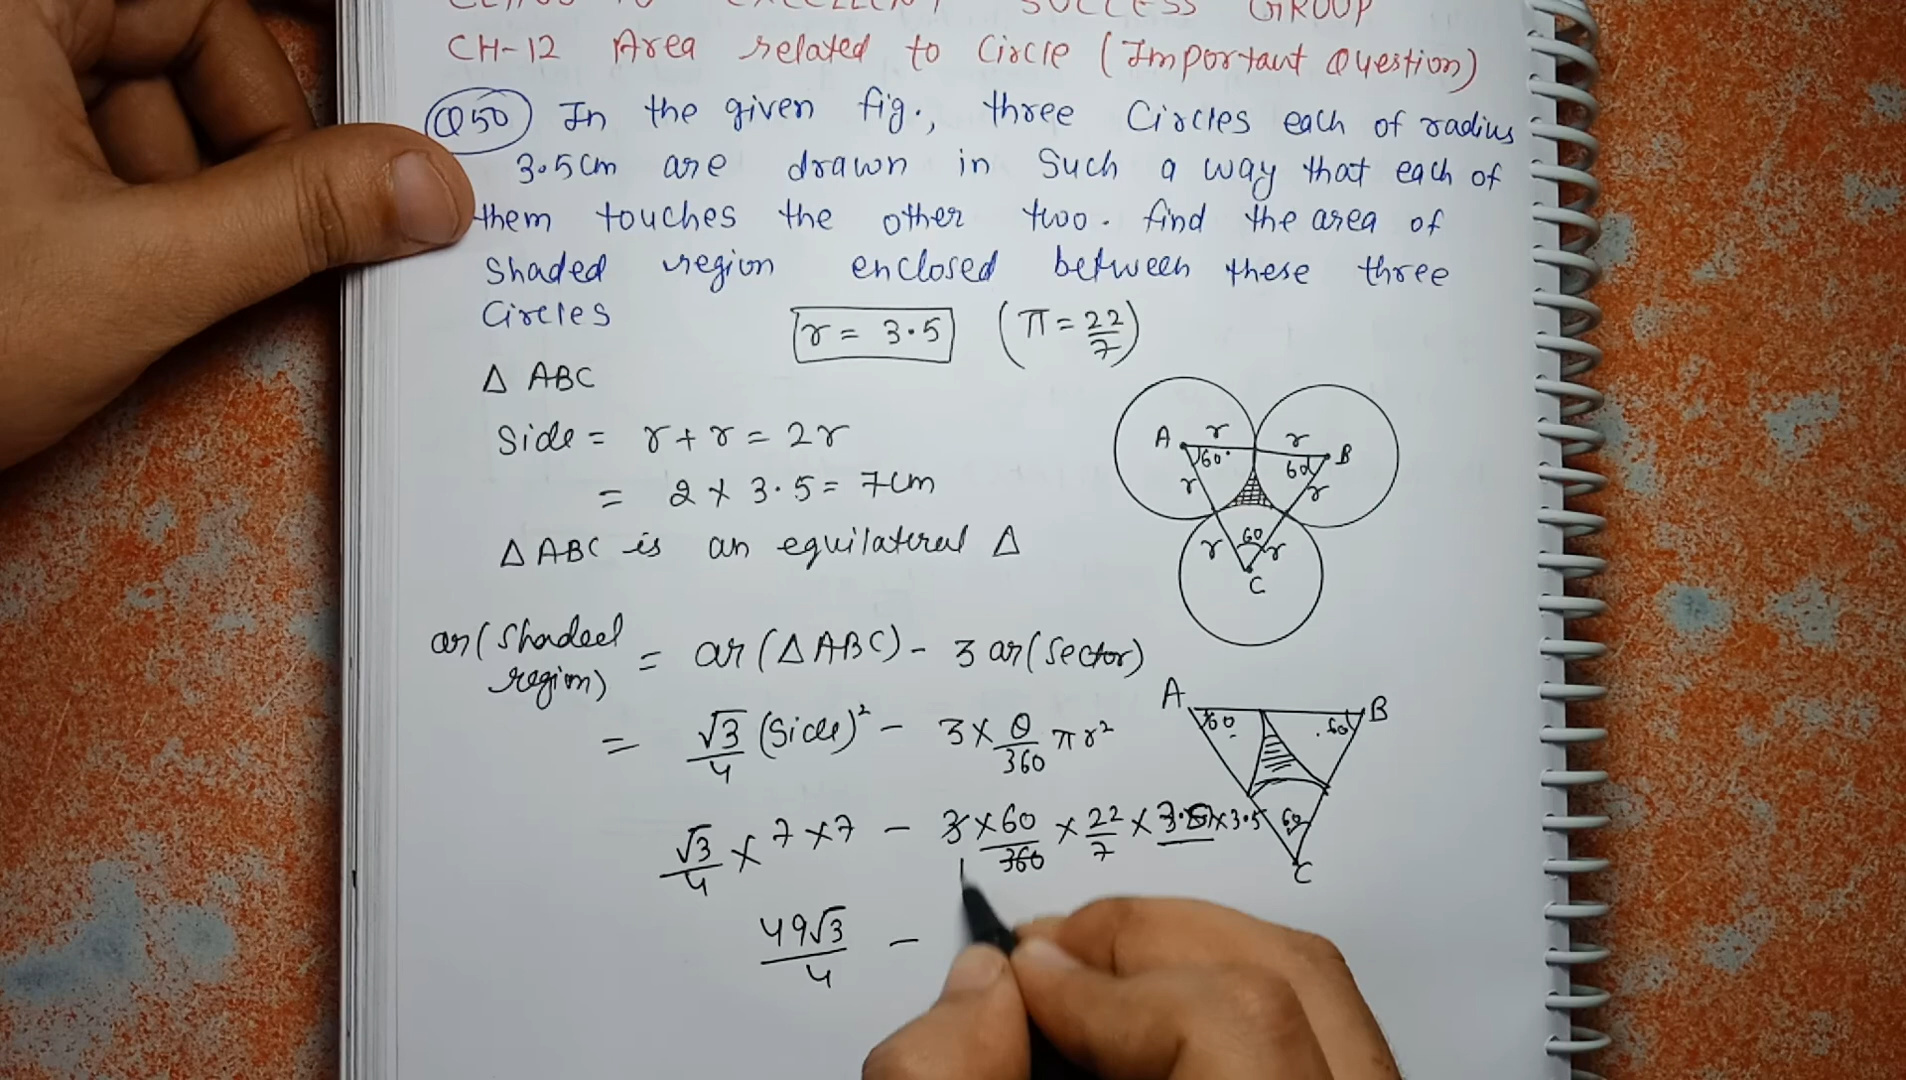 SUCCESS GROUP
CH-12 Area related to Circle (Important Question)
Q50 In the given fig., three Circles each of radius
3.5cm are drawn in Such a way that each of
them touches the other two. find the area of
Shaded region enclosed between these three
Circles
r = 3.5 (π = 22/7)
Δ ABC
Side = r + r = 2r
= 2 × 3.5 = 7cm
Δ ABC is an equilateral Δ
A r r B
60° 60
r r
60
r r
C
ar(Shaded region) = ar(ΔABC) - 3 ar(Sector)
= √3/4 (Side)² - 3 × θ/360 πr²
A B
60 60
√3/4 × 7 × 7 - 3 × 60/360 × 22/7 × 3.5 × 3.5
60
C
49√3/4 -